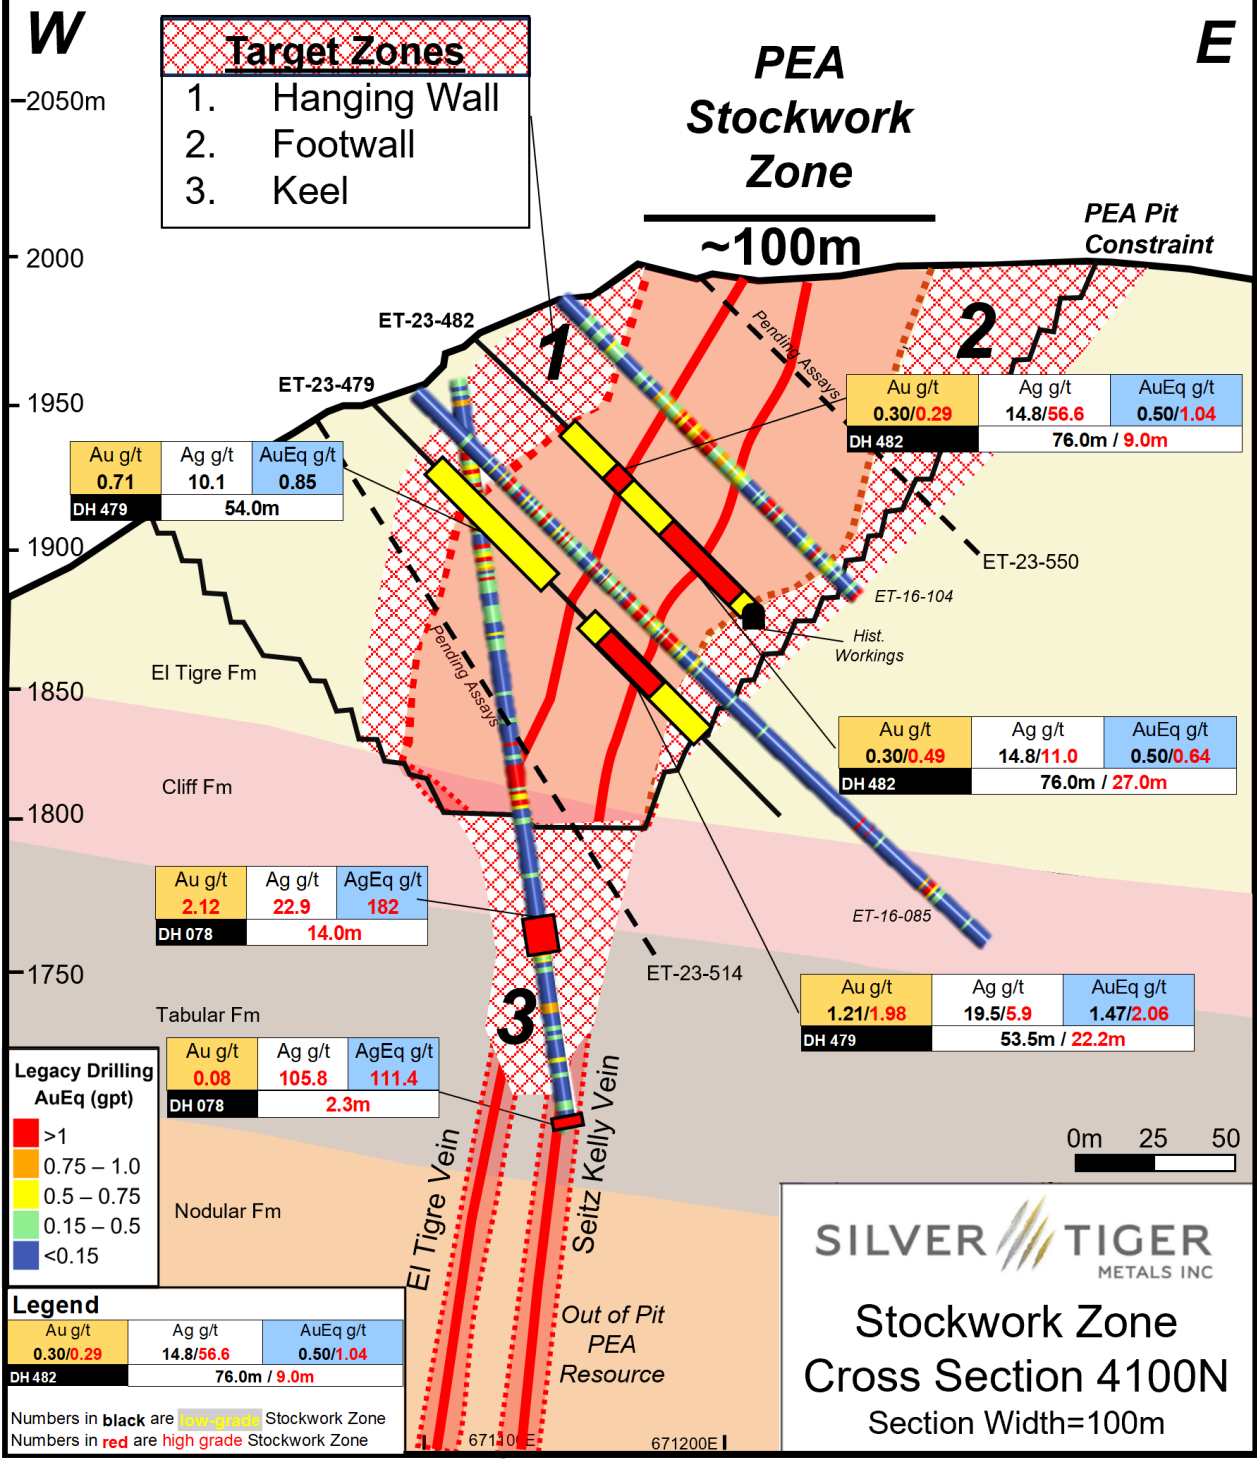 W
E
Target Zones
1. Hanging Wall
2. Footwall
3. Keel
PEA
Stockwork
Zone
~100m
PEA Pit
Constraint
2050m
2000
1950
1900
1850
1800
1750
ET-23-482
ET-23-479
1
2
3
Pending Assays
Au g/t Ag g/t AuEq g/t
0.30/0.29 14.8/56.6 0.50/1.04
DH 482 76.0m / 9.0m
Au g/t Ag g/t AuEq g/t
0.71 10.1 0.85
DH 479 54.0m
ET-23-550
ET-16-104
Hist.
Workings
El Tigre Fm
Pending Assays
Au g/t Ag g/t AuEq g/t
0.30/0.49 14.8/11.0 0.50/0.64
DH 482 76.0m / 27.0m
Cliff Fm
Au g/t Ag g/t AgEq g/t
2.12 22.9 182
DH 078 14.0m
ET-16-085
ET-23-514
Au g/t Ag g/t AuEq g/t
1.21/1.98 19.5/5.9 1.47/2.06
DH 479 53.5m / 22.2m
Tabular Fm
Au g/t Ag g/t AgEq g/t
0.08 105.8 111.4
DH 078 2.3m
Legacy Drilling
AuEq (gpt)
>1
0.75 – 1.0
0.5 – 0.75
0.15 – 0.5
<0.15
El Tigre Vein
Seitz Kelly Vein
Nodular Fm
0m 25 50
Out of Pit
PEA
Resource
671100E
671200E
Legend
Au g/t Ag g/t AuEq g/t
0.30/0.29 14.8/56.6 0.50/1.04
DH 482 76.0m / 9.0m
Numbers in black are low-grade Stockwork Zone
Numbers in red are high grade Stockwork Zone
SILVER TIGER
METALS INC
Stockwork Zone
Cross Section 4100N
Section Width=100m